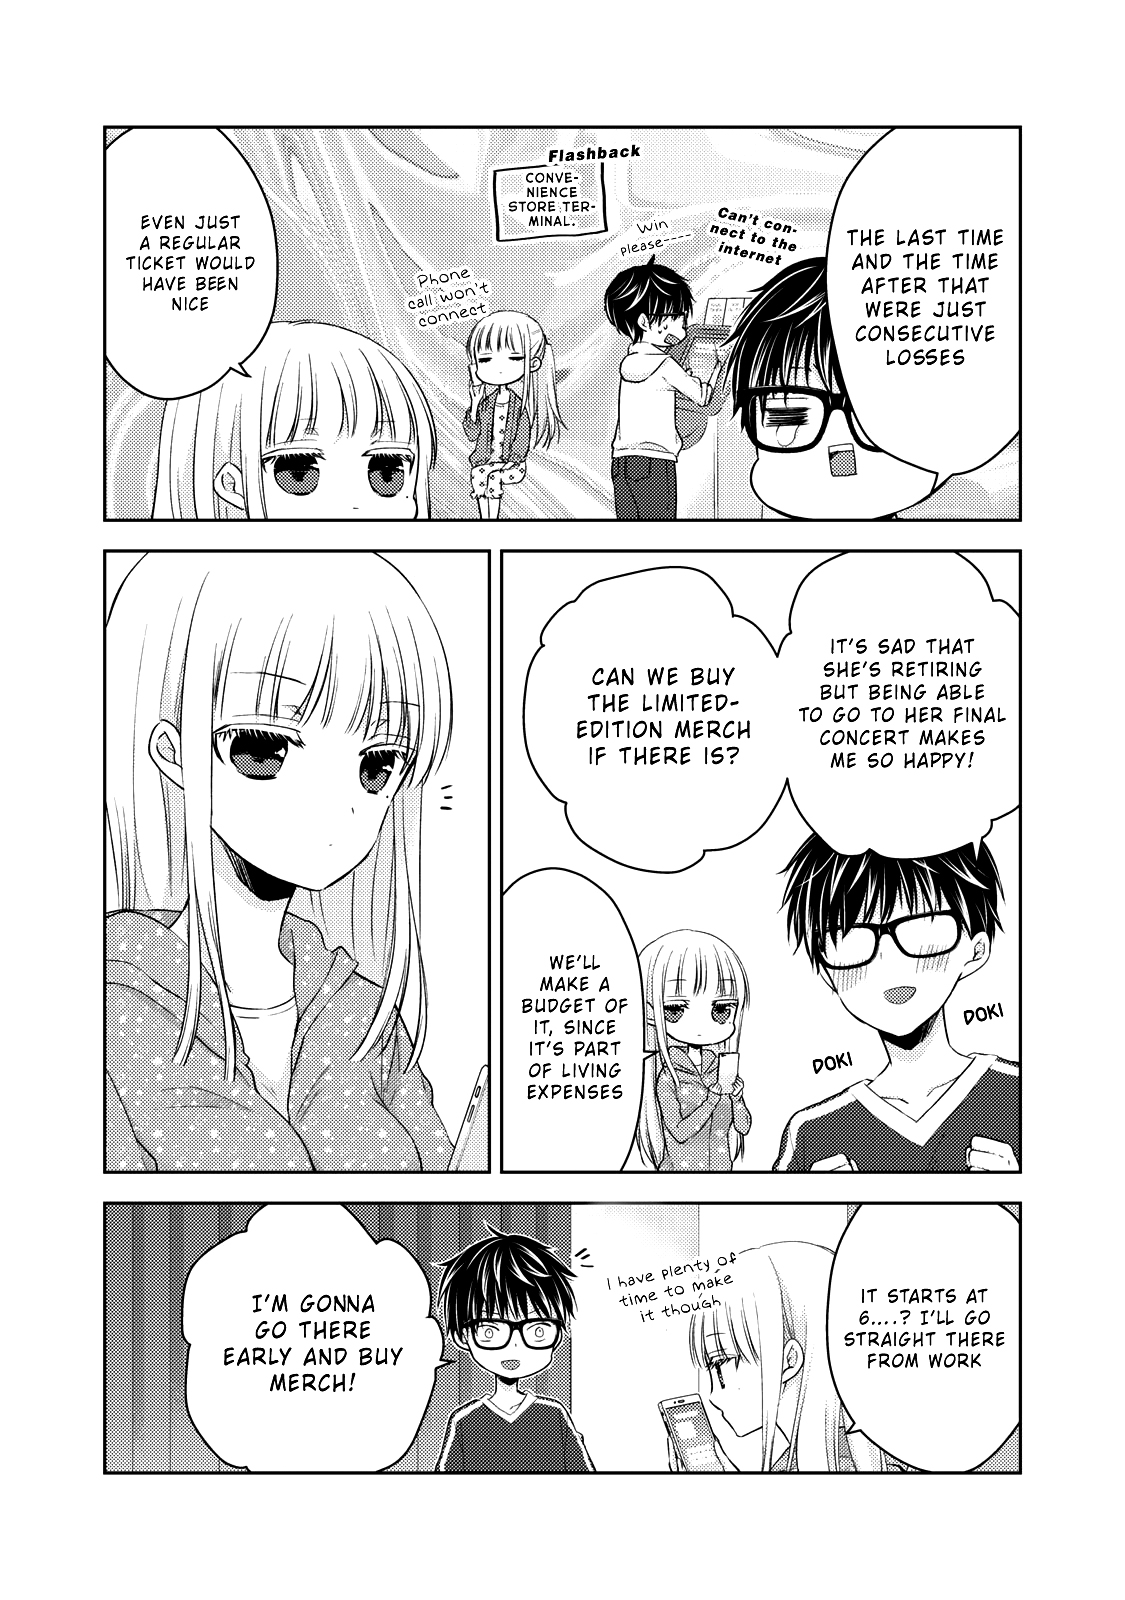 THE LAST TIME
AND THE TIME
AFTER THAT
WERE JUST
CONSECUTIVE
LOSSES
Can't con-
nect to the
internet
Win
please----
Flashback
CONVE-
NIENCE
STORE TER-
MINAL.
Phone
call won't
connect
EVEN JUST
A REGULAR
TICKET WOULD
HAVE BEEN
NICE
IT'S SAD THAT
SHE'S RETIRING
BUT BEING ABLE
TO GO TO HER FINAL
CONCERT MAKES
ME SO HAPPY!
CAN WE BUY
THE LIMITED-
EDITION MERCH
IF THERE IS?
DOKI
DOKI
WE'LL
MAKE A
BUDGET OF
IT, SINCE
IT'S PART
OF LIVING
EXPENSES
IT STARTS AT
6....? I'LL GO
STRAIGHT THERE
FROM WORK
I have plenty of
time to make
it though
I'M GONNA
GO THERE
EARLY AND BUY
MERCH!